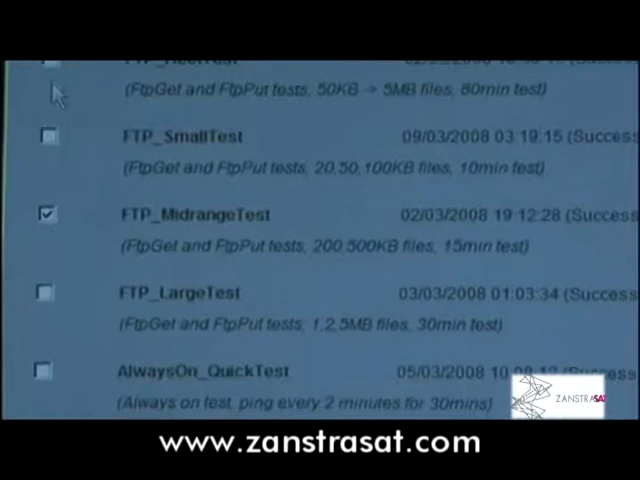 (FtpGet and FtpPut tests, 50KB -> 5MB files, 80min test)
FTP_SmallTest 09/03/2008 03:19:15 (Success
(FtpGet and FtpPut tests, 20,50,100KB files, 10min test)
FTP_MidrangeTest 02/03/2008 19:12:28 (Success
(FtpGet and FtpPut tests, 200,500KB files, 15min test)
FTP_LargeTest 03/03/2008 01:03:34 (Success
(FtpGet and FtpPut tests, 1,2,5MB files, 30min test)
AlwaysOn_QuickTest 05/03/2008
(Always on test, ping every 2 minutes for 30mins)
ZANSTRASAT
www.zanstrasat.com